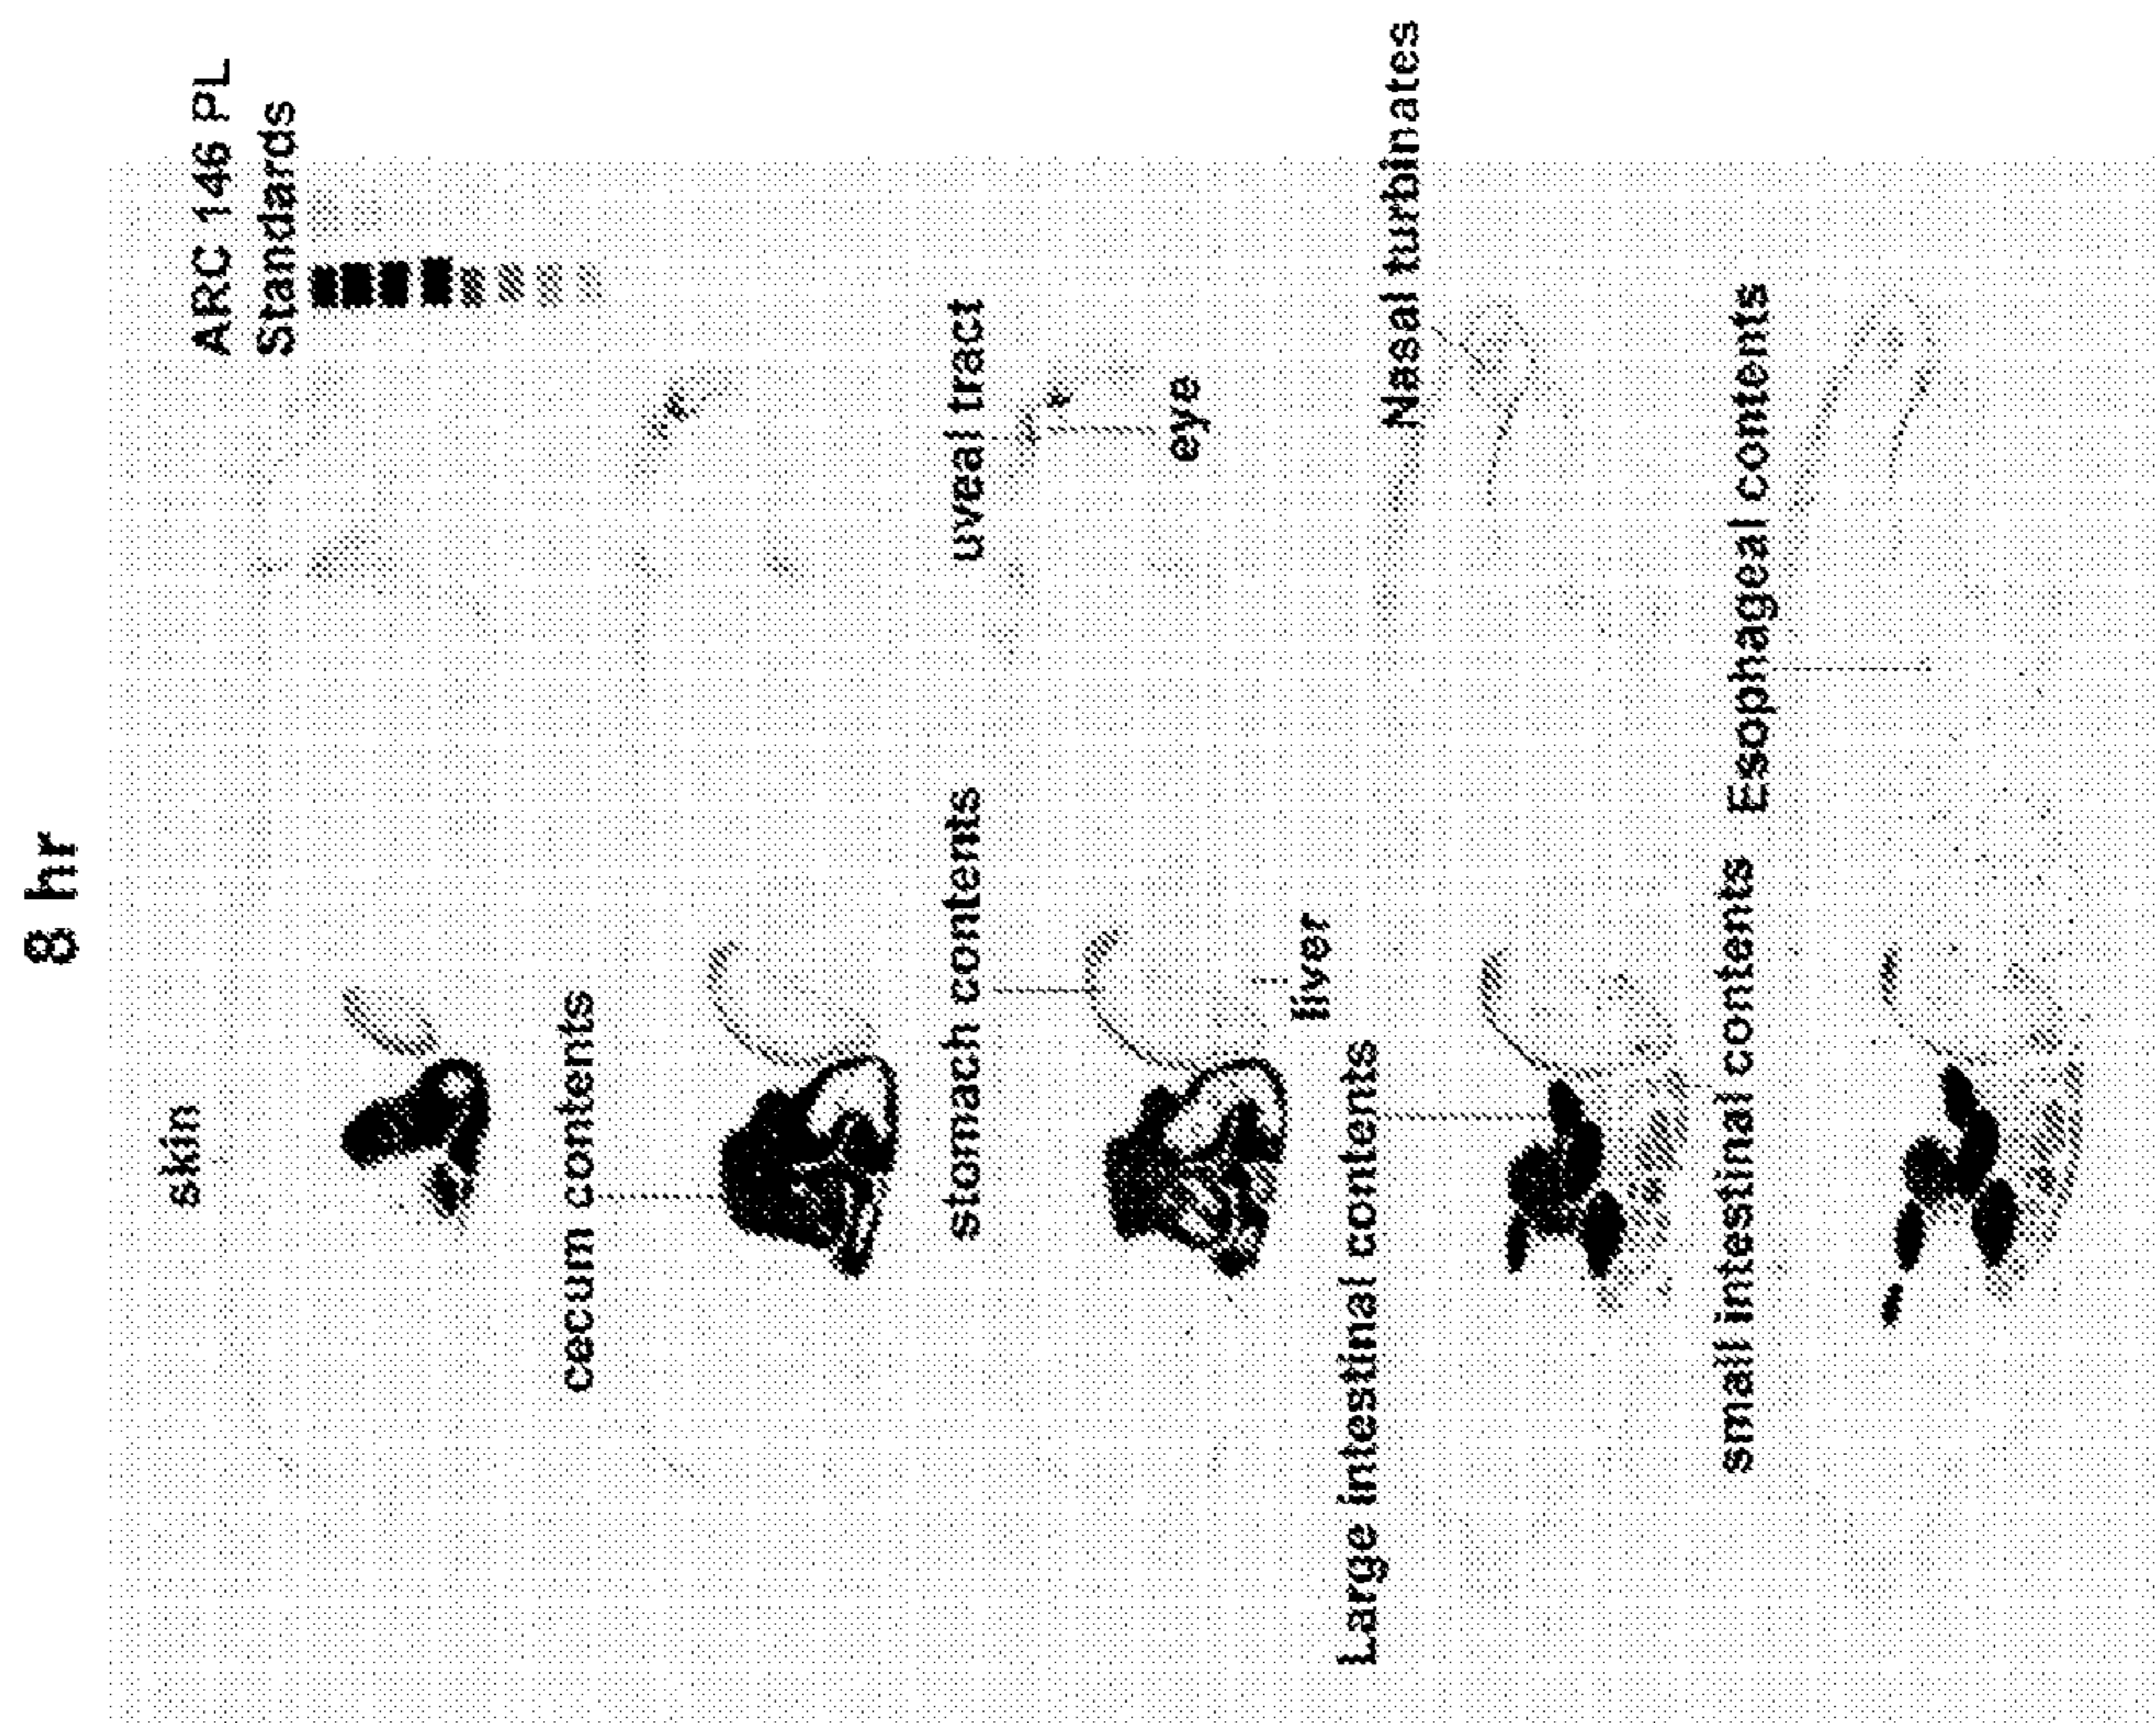 8 hr
ARC 146 PL
Standards
skin
cecum contents
uveal tract
stomach contents
eye
liver
Nasal turbinates
Large intestinal contents
Esophageal contents
small intestinal contents